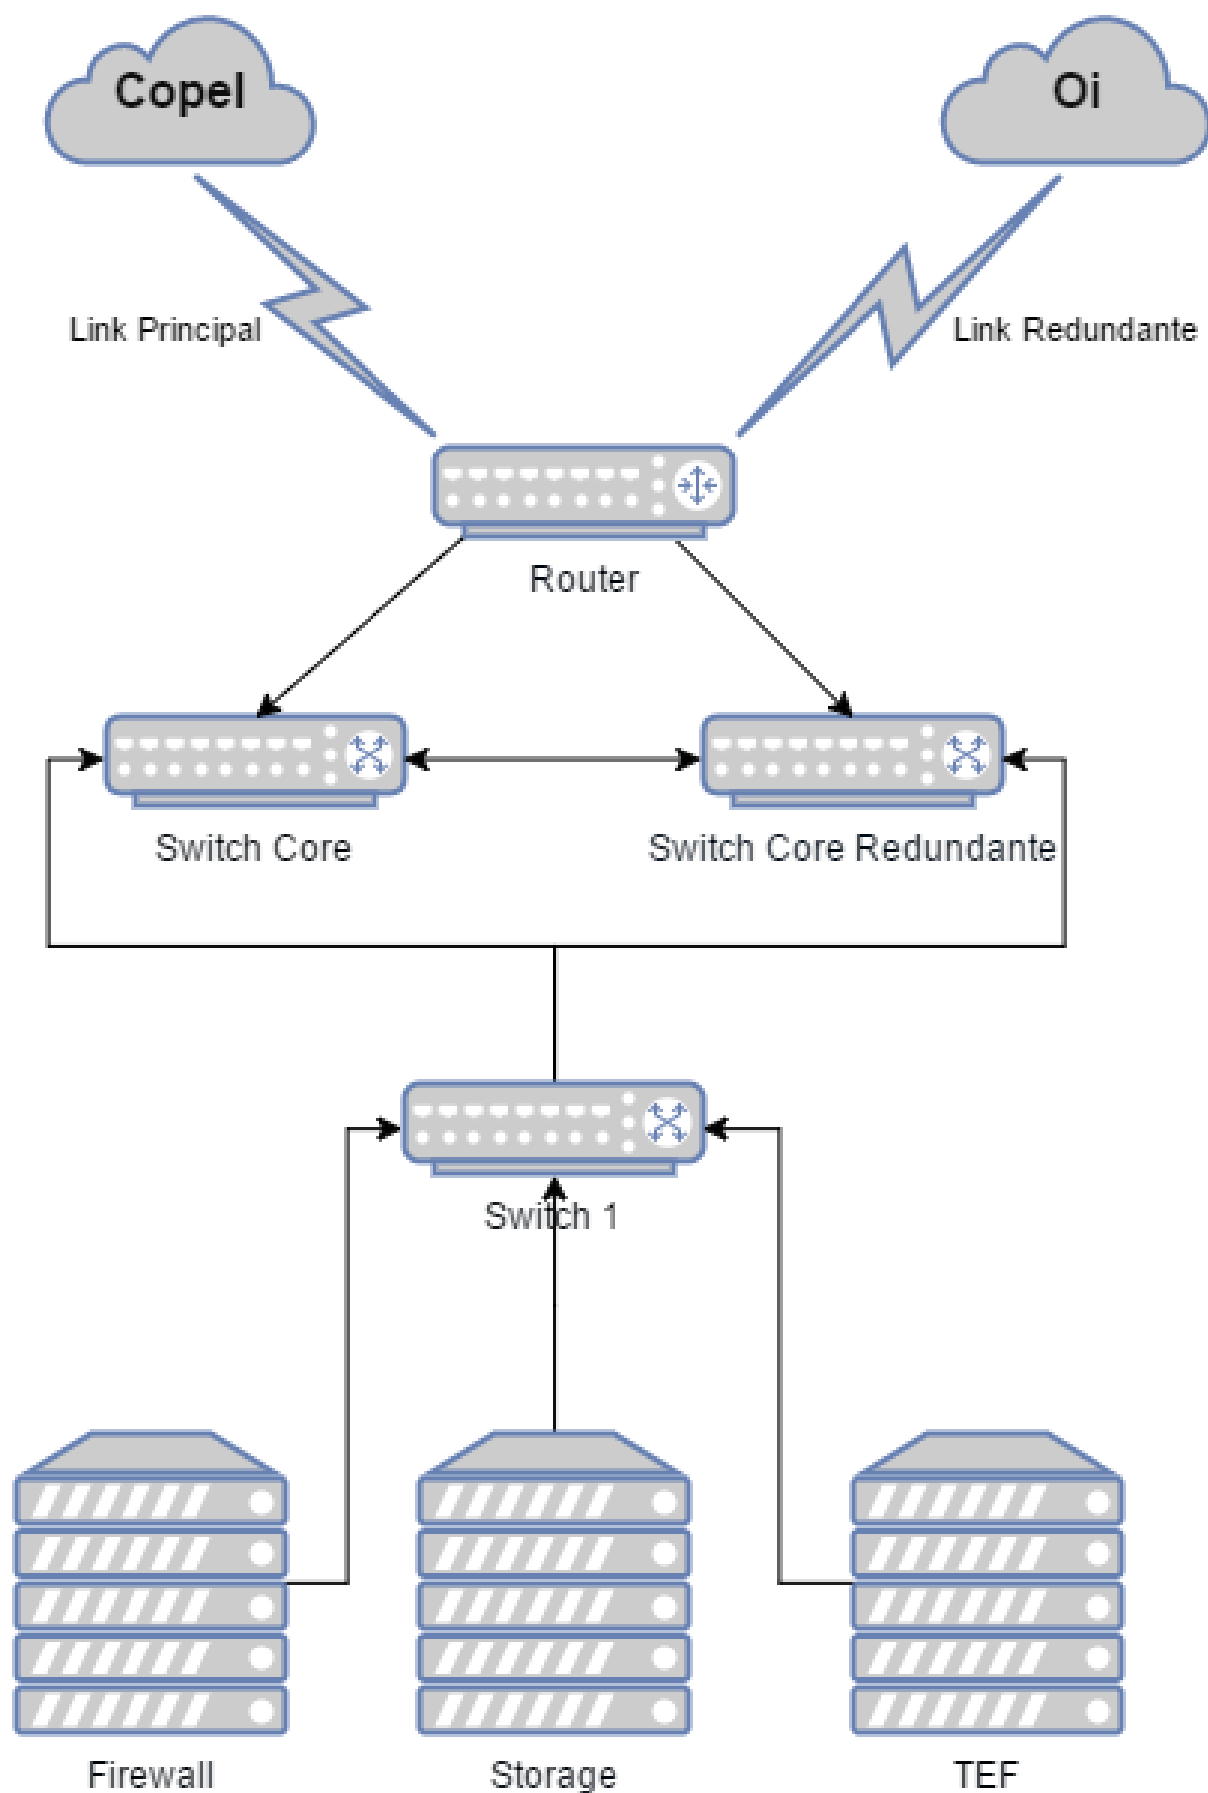 Copel
Oi
Link Principal
Link Redundante
Router
Switch Core
Switch Core Redundante
Switch 1
Firewall
Storage
TEF